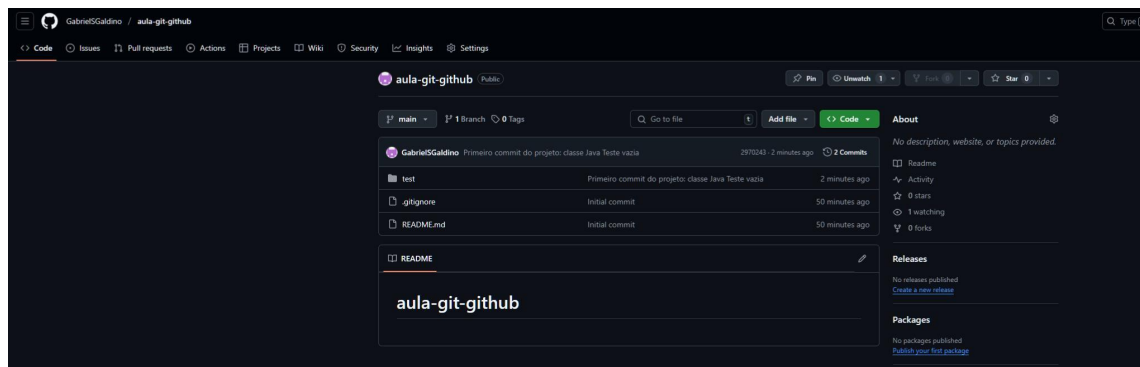 GabrielSGaldino / aula-git-github
Type
Code Issues Pull requests Actions Projects Wiki Security Insights Settings
aula-git-github Public
Pin Unwatch 1 Fork 0 Star 0
main 1 Branch 0 Tags Go to file t Add file Code
About
No description, website, or topics provided.
GabrielSGaldino Primeiro commit do projeto: classe Java Teste vazia 2970243 · 2 minutes ago 2 Commits
Readme
test Primeiro commit do projeto: classe Java Teste vazia 2 minutes ago
Activity
.gitignore Initial commit 50 minutes ago
0 stars
1 watching
README.md Initial commit 50 minutes ago
0 forks
README
Releases
No releases published
Create a new release
aula-git-github
Packages
No packages published
Publish your first package